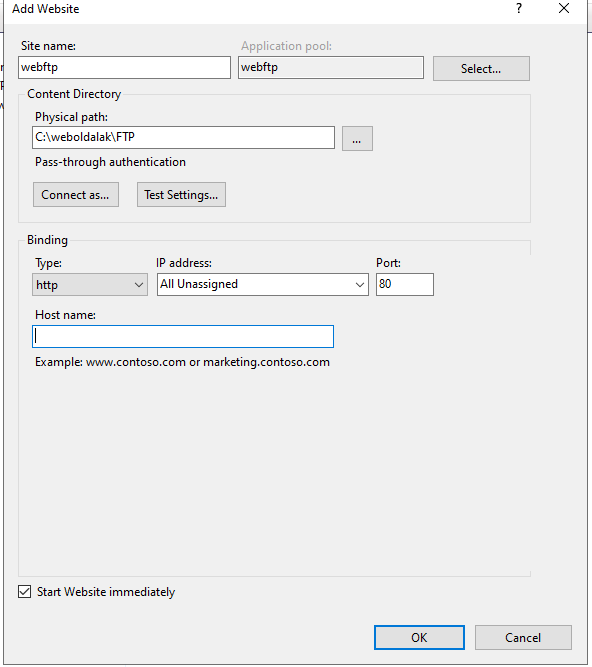 Add Website
?
Site name:
Application pool:
webftp
webftp
Select...
Content Directory
Physical path:
C:\weboldalak\FTP
...
Pass-through authentication
Connect as...
Test Settings...
Binding
Type:
IP address:
Port:
http
All Unassigned
80
Host name:
Example: www.contoso.com or marketing.contoso.com
Start Website immediately
OK
Cancel